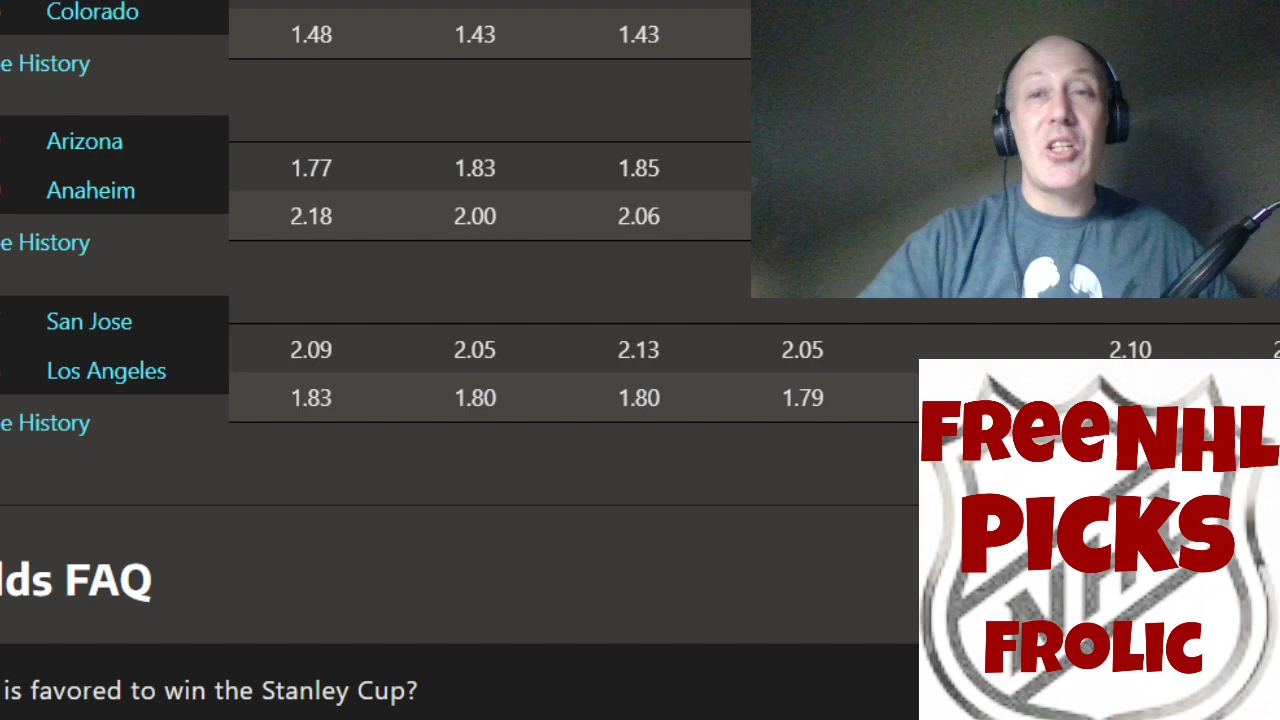 Colorado
1.48 1.43 1.43
e History
Arizona
1.77 1.83 1.85
Anaheim
2.18 2.00 2.06
e History
San Jose
2.09 2.05 2.13 2.05 2.10
Los Angeles
1.83 1.80 1.80 1.79
e History
FReeNHL
PICKS
FROLIC
NHL
lds FAQ
is favored to win the Stanley Cup?